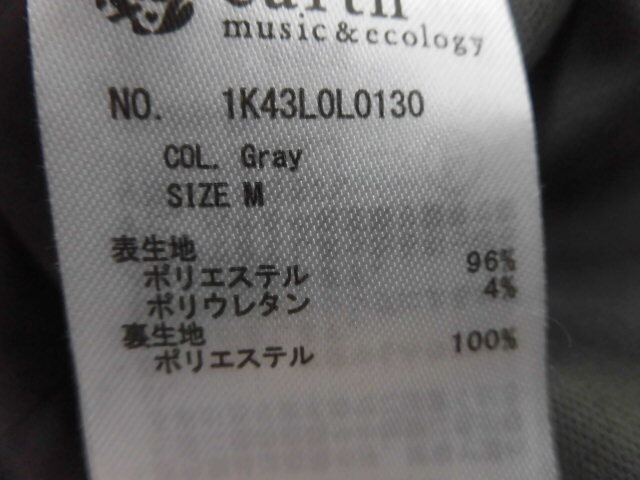 earth
music&ecology
NO. 1K43L0L0130
COL. Gray
SIZE M
表生地
ポリエステル 96%
ポリウレタン 4%
裏生地
ポリエステル 100%